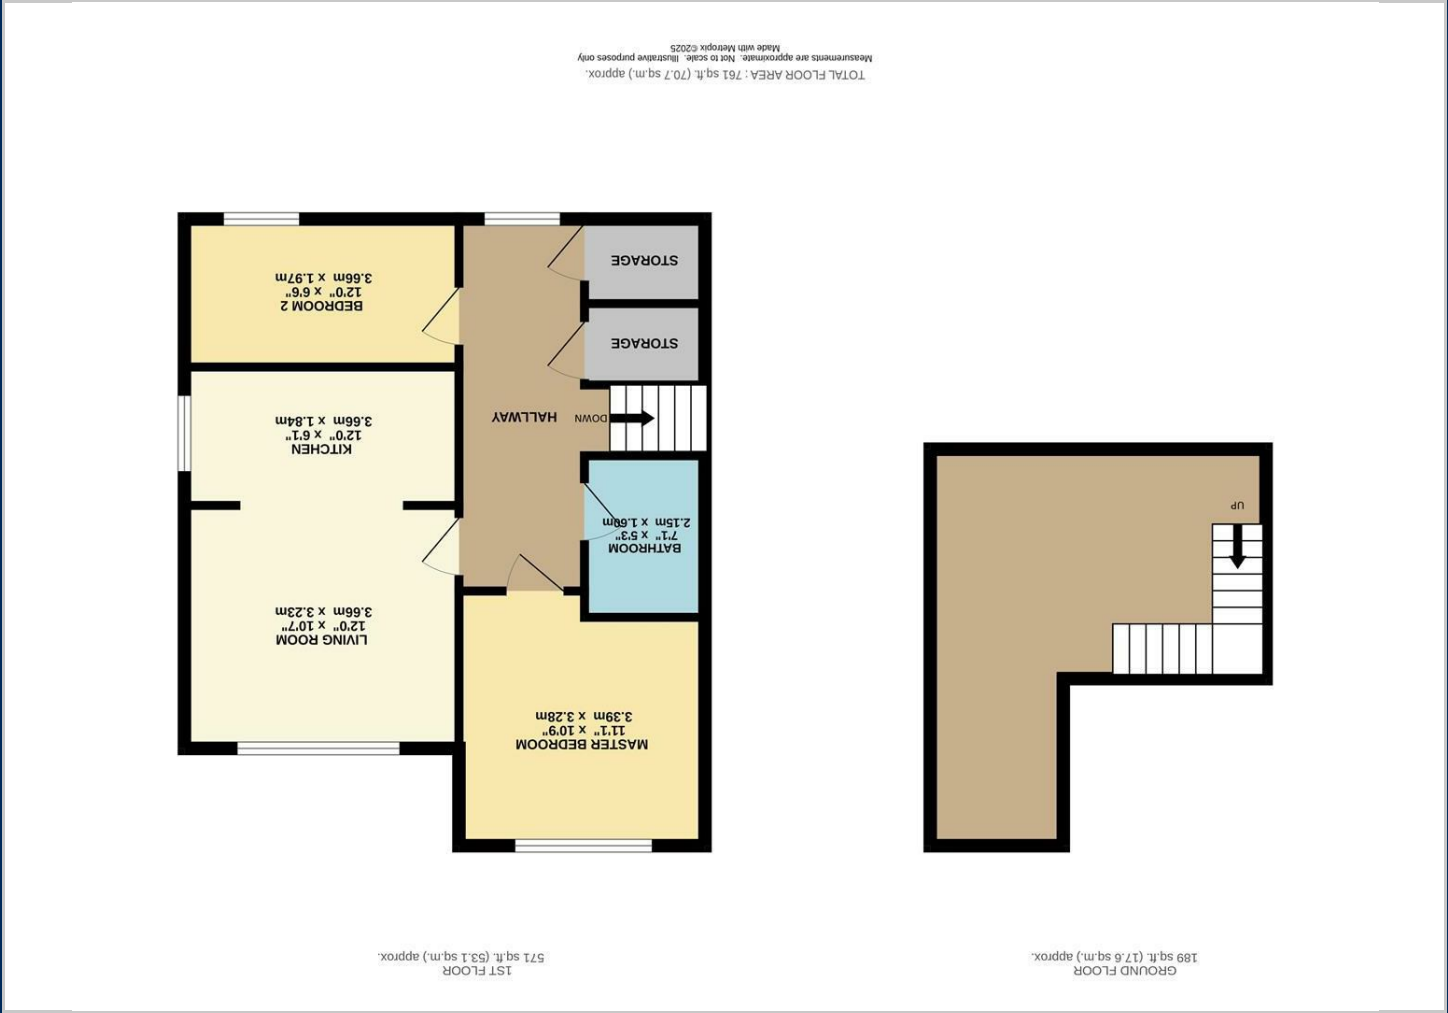 GROUND FLOOR
189 sq.ft. (17.6 sq.m.) approx.
1ST FLOOR
571 sq.ft. (53.1 sq.m.) approx.
UP
MASTER BEDROOM
11'1" x 10'9"
3.39m x 3.28m
LIVING ROOM
12'0" x 10'7"
3.66m x 3.23m
BATHROOM
7'1" x 5'3"
2.15m x 1.60m
KITCHEN
12'0" x 6'1"
3.66m x 1.84m
DOWN
HALLWAY
STORAGE
BEDROOM 2
12'0" x 6'6"
3.66m x 1.97m
STORAGE
TOTAL FLOOR AREA : 761 sq.ft. (70.7 sq.m.) approx.
Measurements are approximate. Not to scale. Illustrative purposes only
Made with Metropix ©2025